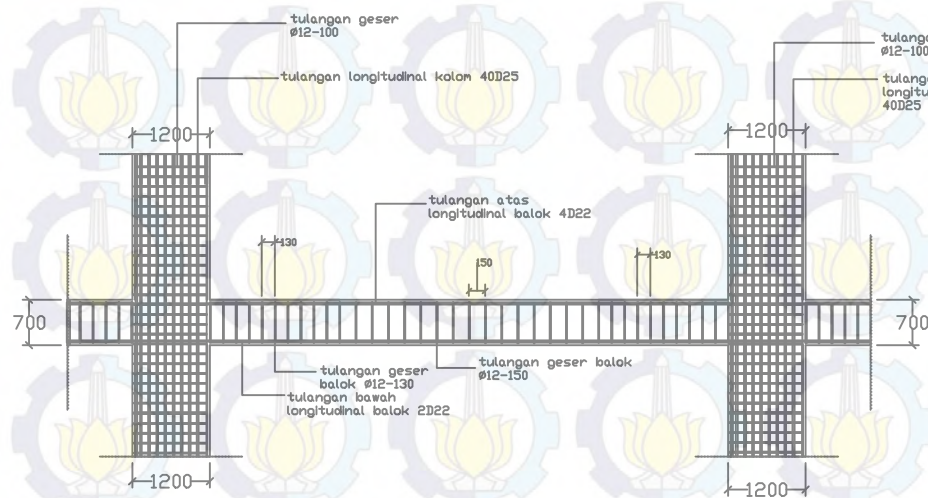 tulangan geser
Ø12-100
tulangan longitudinal kolom 40D25
1200
Ø12-100
40D25
1200
tulangan atas
longitudinal balok 4D22
130
150
130
700
700
tulangan geser
balok Ø12-130
tulangan bawah
longitudinal balok 2D22
tulangan geser balok
Ø12-150
1200
1200